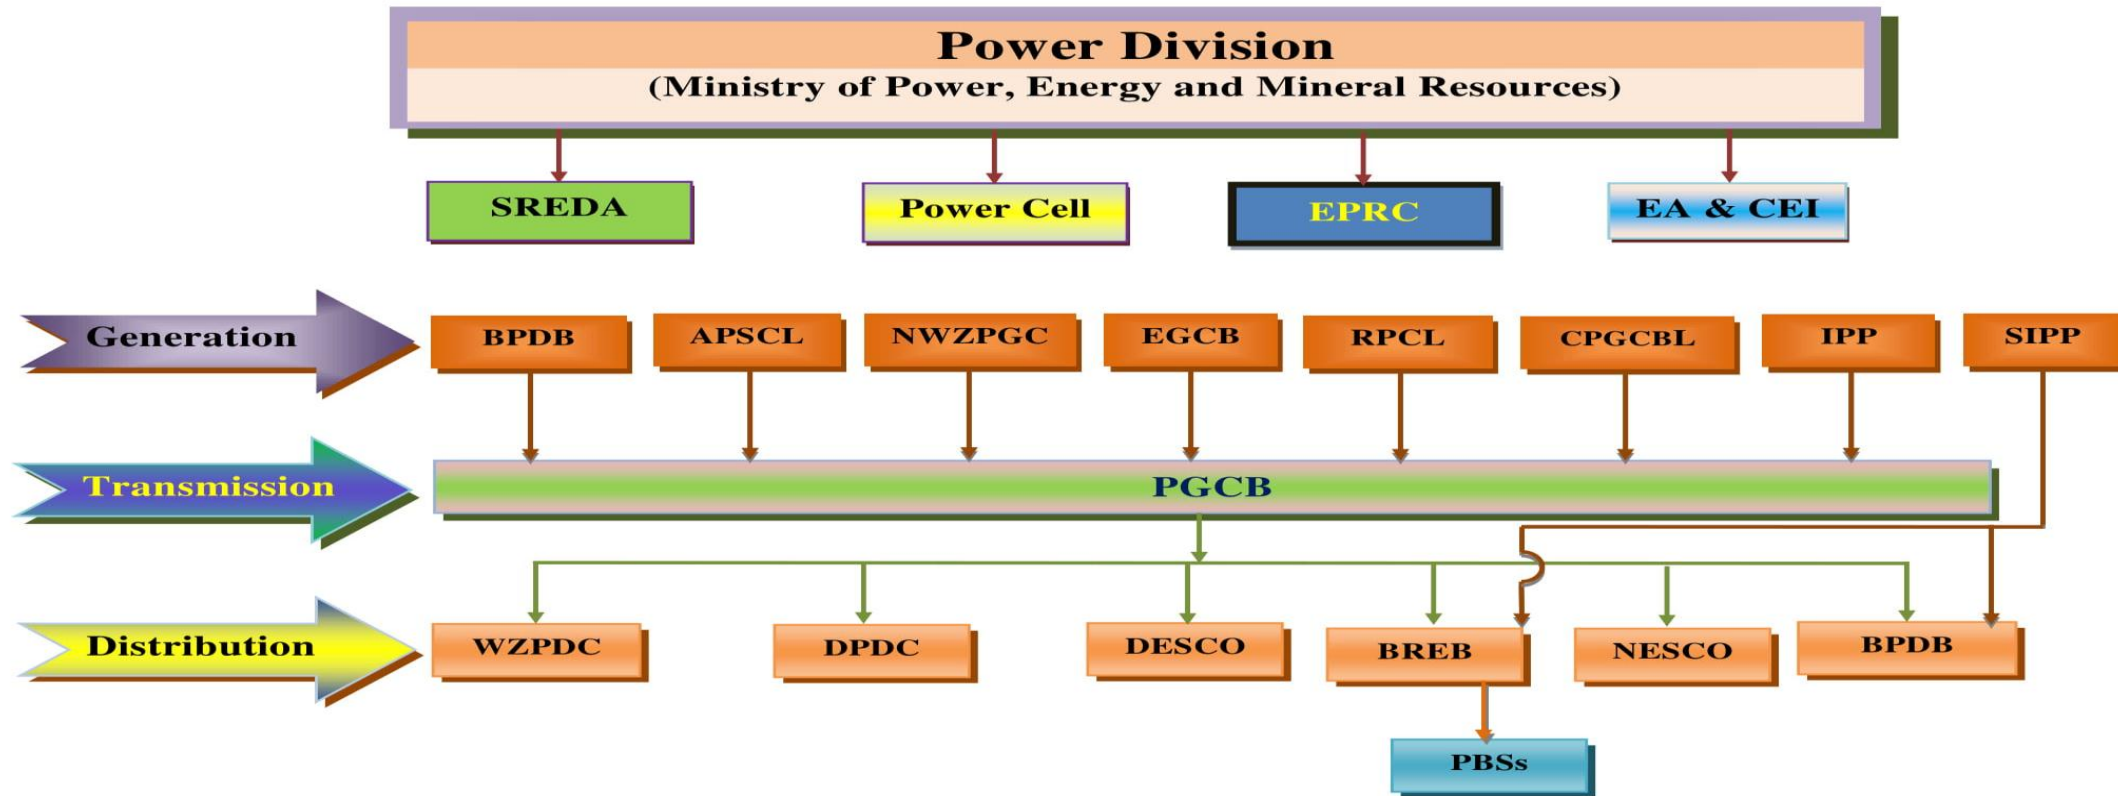 Power Division
(Ministry of Power, Energy and Mineral Resources)
SREDA
Power Cell
EPRC
EA & CEI
Generation
BPDB
APSCL
NWZPGC
EGCB
RPCL
CPGCBL
IPP
SIPP
Transmission
PGCB
Distribution
WZPDC
DPDC
DESCO
BREB
NESCO
BPDB
PBSs